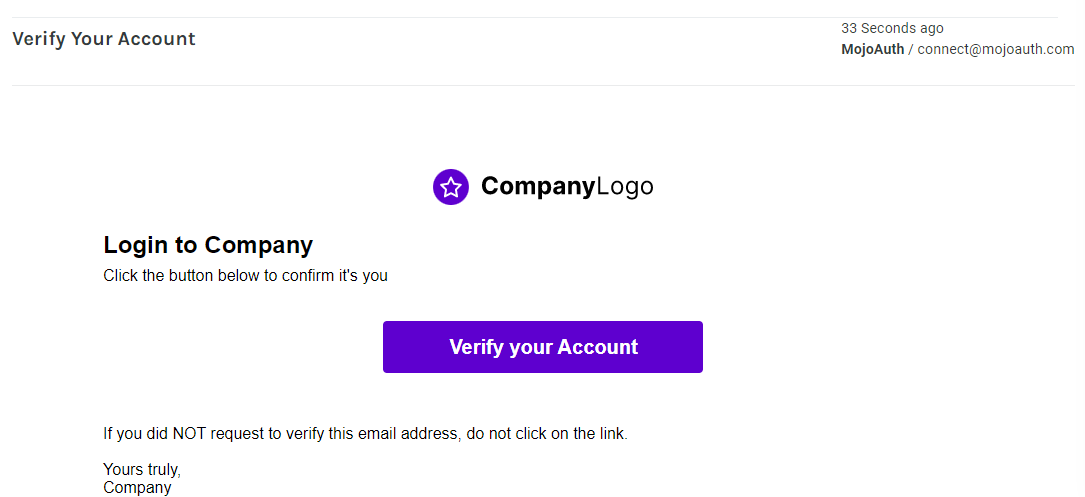 Verify Your Account
33 Seconds ago
MojoAuth / connect@mojoauth.com
CompanyLogo
Login to Company
Click the button below to confirm it's you
Verify your Account
If you did NOT request to verify this email address, do not click on the link.
Yours truly,
Company